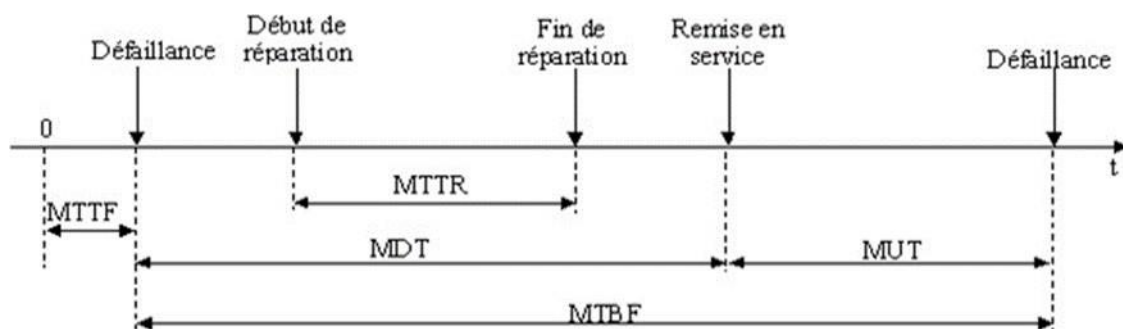 Défaillance
Début de
réparation
Fin de
réparation
Remise en
service
Défaillance
0
t
MTTF
MTTR
MDT
MUT
MTBF